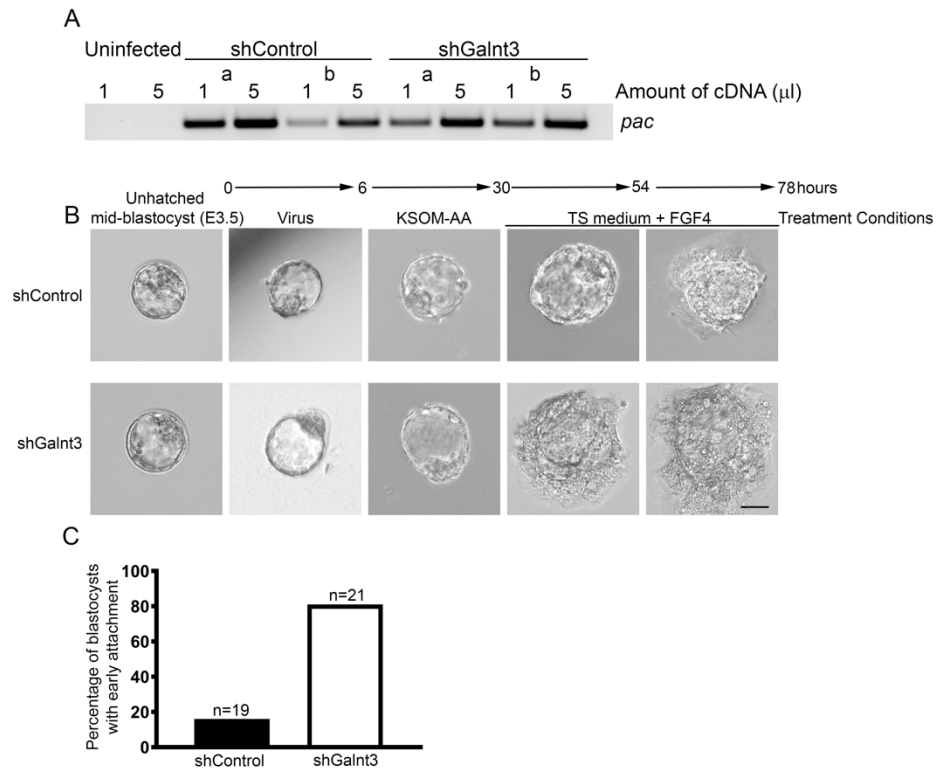 A
Uninfected shControl shGalnt3
a b a b
1 5 1 5 1 5 1 5 1 5 Amount of cDNA (μl)
pac
0 6 30 54 78hours
B
Unhatched
mid-blastocyst (E3.5) Virus KSOM-AA TS medium + FGF4 Treatment Conditions
shControl
shGalnt3
C
Percentage of blastocysts
with early attachment
100
80
60
40
20
0
n=19
n=21
shControl shGalnt3